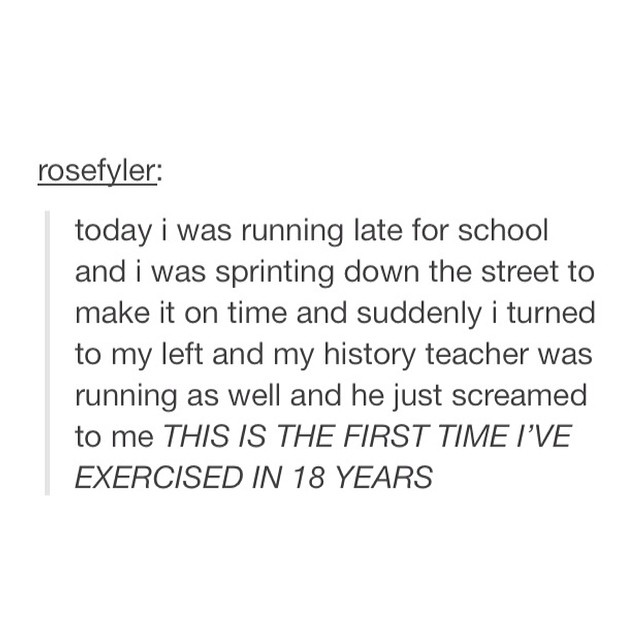 rosefyler:
today i was running late for school
and i was sprinting down the street to
make it on time and suddenly i turned
to my left and my history teacher was
running as well and he just screamed
to me THIS IS THE FIRST TIME I'VE
EXERCISED IN 18 YEARS